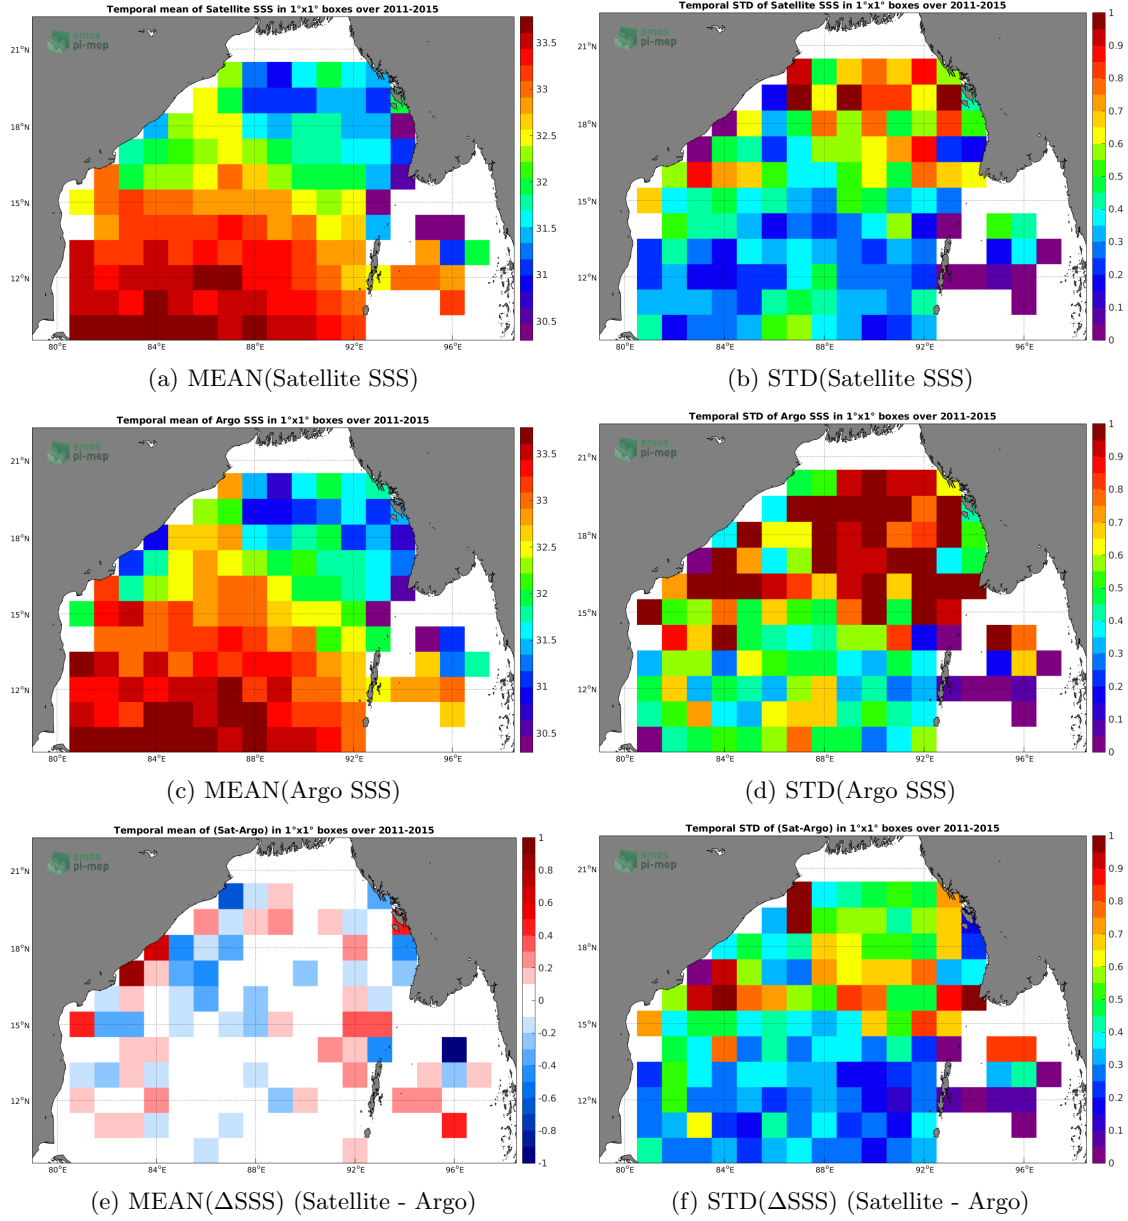 Temporal mean of Satellite SSS in 1°x1° boxes over 2011-2015
smos
pi-mep
21°N
18°N
15°N
12°N
80°E 84°E 88°E 92°E 96°E
33.5
33
32.5
32
31.5
31
30.5
(a) MEAN(Satellite SSS)
Temporal STD of Satellite SSS in 1°x1° boxes over 2011-2015
smos
pi-mep
21°N
18°N
15°N
12°N
80°E 84°E 88°E 92°E 96°E
1
0.9
0.8
0.7
0.6
0.5
0.4
0.3
0.2
0.1
0
(b) STD(Satellite SSS)
Temporal mean of Argo SSS in 1°x1° boxes over 2011-2015
smos
pi-mep
21°N
18°N
15°N
12°N
80°E 84°E 88°E 92°E 96°E
33.5
33
32.5
32
31.5
31
30.5
(c) MEAN(Argo SSS)
Temporal STD of Argo SSS in 1°x1° boxes over 2011-2015
smos
pi-mep
21°N
18°N
15°N
12°N
80°E 84°E 88°E 92°E 96°E
1
0.9
0.8
0.7
0.6
0.5
0.4
0.3
0.2
0.1
0
(d) STD(Argo SSS)
Temporal mean of (Sat-Argo) in 1°x1° boxes over 2011-2015
smos
pi-mep
21°N
18°N
15°N
12°N
80°E 84°E 88°E 92°E 96°E
1
0.8
0.6
0.4
0.2
0
-0.2
-0.4
-0.6
-0.8
-1
(e) MEAN(ΔSSS) (Satellite - Argo)
Temporal STD of (Sat-Argo) in 1°x1° boxes over 2011-2015
smos
pi-mep
21°N
18°N
15°N
12°N
80°E 84°E 88°E 92°E 96°E
1
0.9
0.8
0.7
0.6
0.5
0.4
0.3
0.2
0.1
0
(f) STD(ΔSSS) (Satellite - Argo)